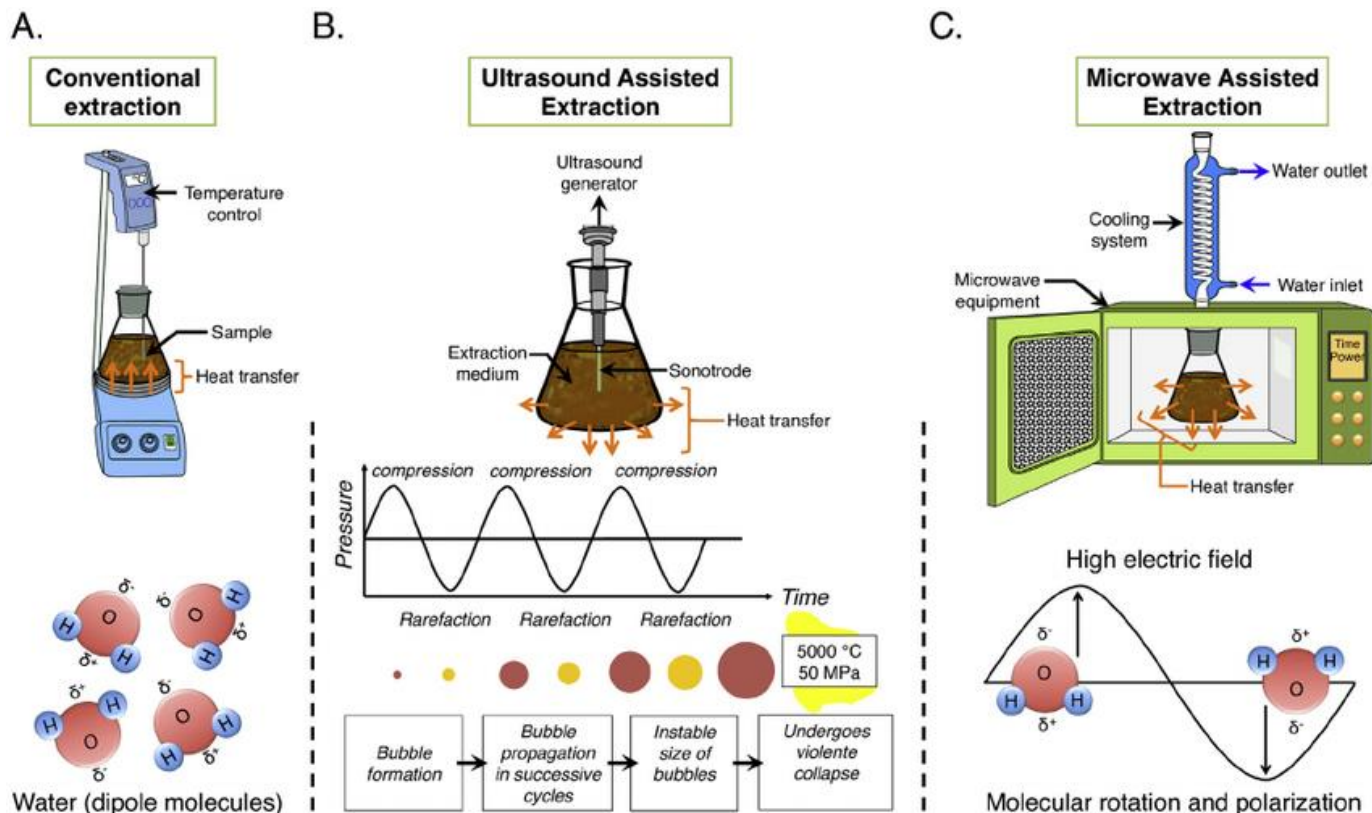 A.
Conventional
extraction
Temperature
control
Sample
Heat transfer
δ-
O
H
H
δ+
δ-
O
H
H
δ+
δ+
H
H
O
δ-
δ-
O
H
H
δ+
Water (dipole molecules)
B.
Ultrasound Assisted
Extraction
Ultrasound
generator
Extraction
medium
Sonotrode
Heat transfer
compression
compression
compression
Pressure
Time
Rarefaction
Rarefaction
Rarefaction
5000 °C
50 MPa
Bubble
formation
Bubble
propagation
in successive
cycles
Instable
size of
bubbles
Undergoes
violente
collapse
C.
Microwave Assisted
Extraction
Water outlet
Cooling
system
Microwave
equipment
Water inlet
Time
Power
Heat transfer
High electric field
δ-
O
H
H
δ+
δ+
H
H
O
δ-
Molecular rotation and polarization